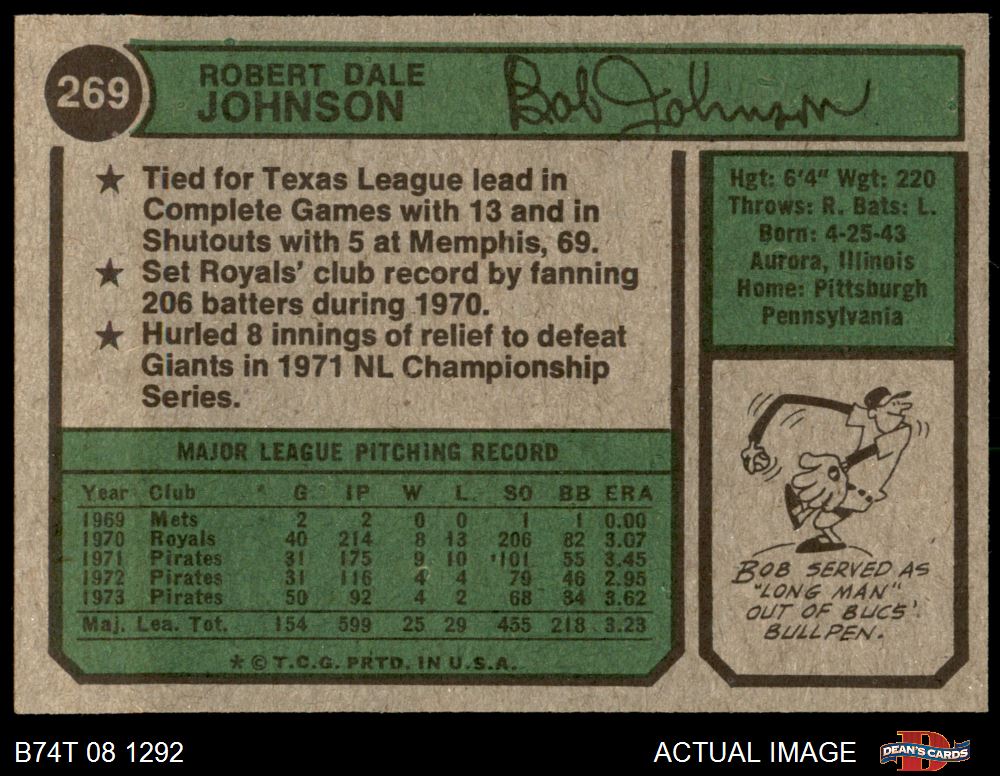 269
ROBERT DALE
JOHNSON
Bob Johnson
★ Tied for Texas League lead in
Complete Games with 13 and in
Shutouts with 5 at Memphis, 69.
★ Set Royals' club record by fanning
206 batters during 1970.
★ Hurled 8 innings of relief to defeat
Giants in 1971 NL Championship
Series.
Hgt: 6'4" Wgt: 220
Throws: R. Bats: L.
Born: 4-25-43
Aurora, Illinois
Home: Pittsburgh
Pennsylvania
MAJOR LEAGUE PITCHING RECORD
Year Club G IP W L SO BB ERA
1969 Mets 2 2 0 0 1 1 0.00
1970 Royals 40 214 8 13 206 82 3.07
1971 Pirates 31 175 9 10 101 55 3.45
1972 Pirates 31 116 4 4 79 46 2.95
1973 Pirates 50 92 4 2 68 34 3.62
Maj. Lea. Tot. 154 599 25 29 455 218 3.23
★ © T.C.G. PRTD. IN U.S.A.
BOB SERVED AS
"LONG MAN"
OUT OF BUCS'
BULLPEN.
B74T 08 1292
ACTUAL IMAGE
D
DEAN'S CARDS